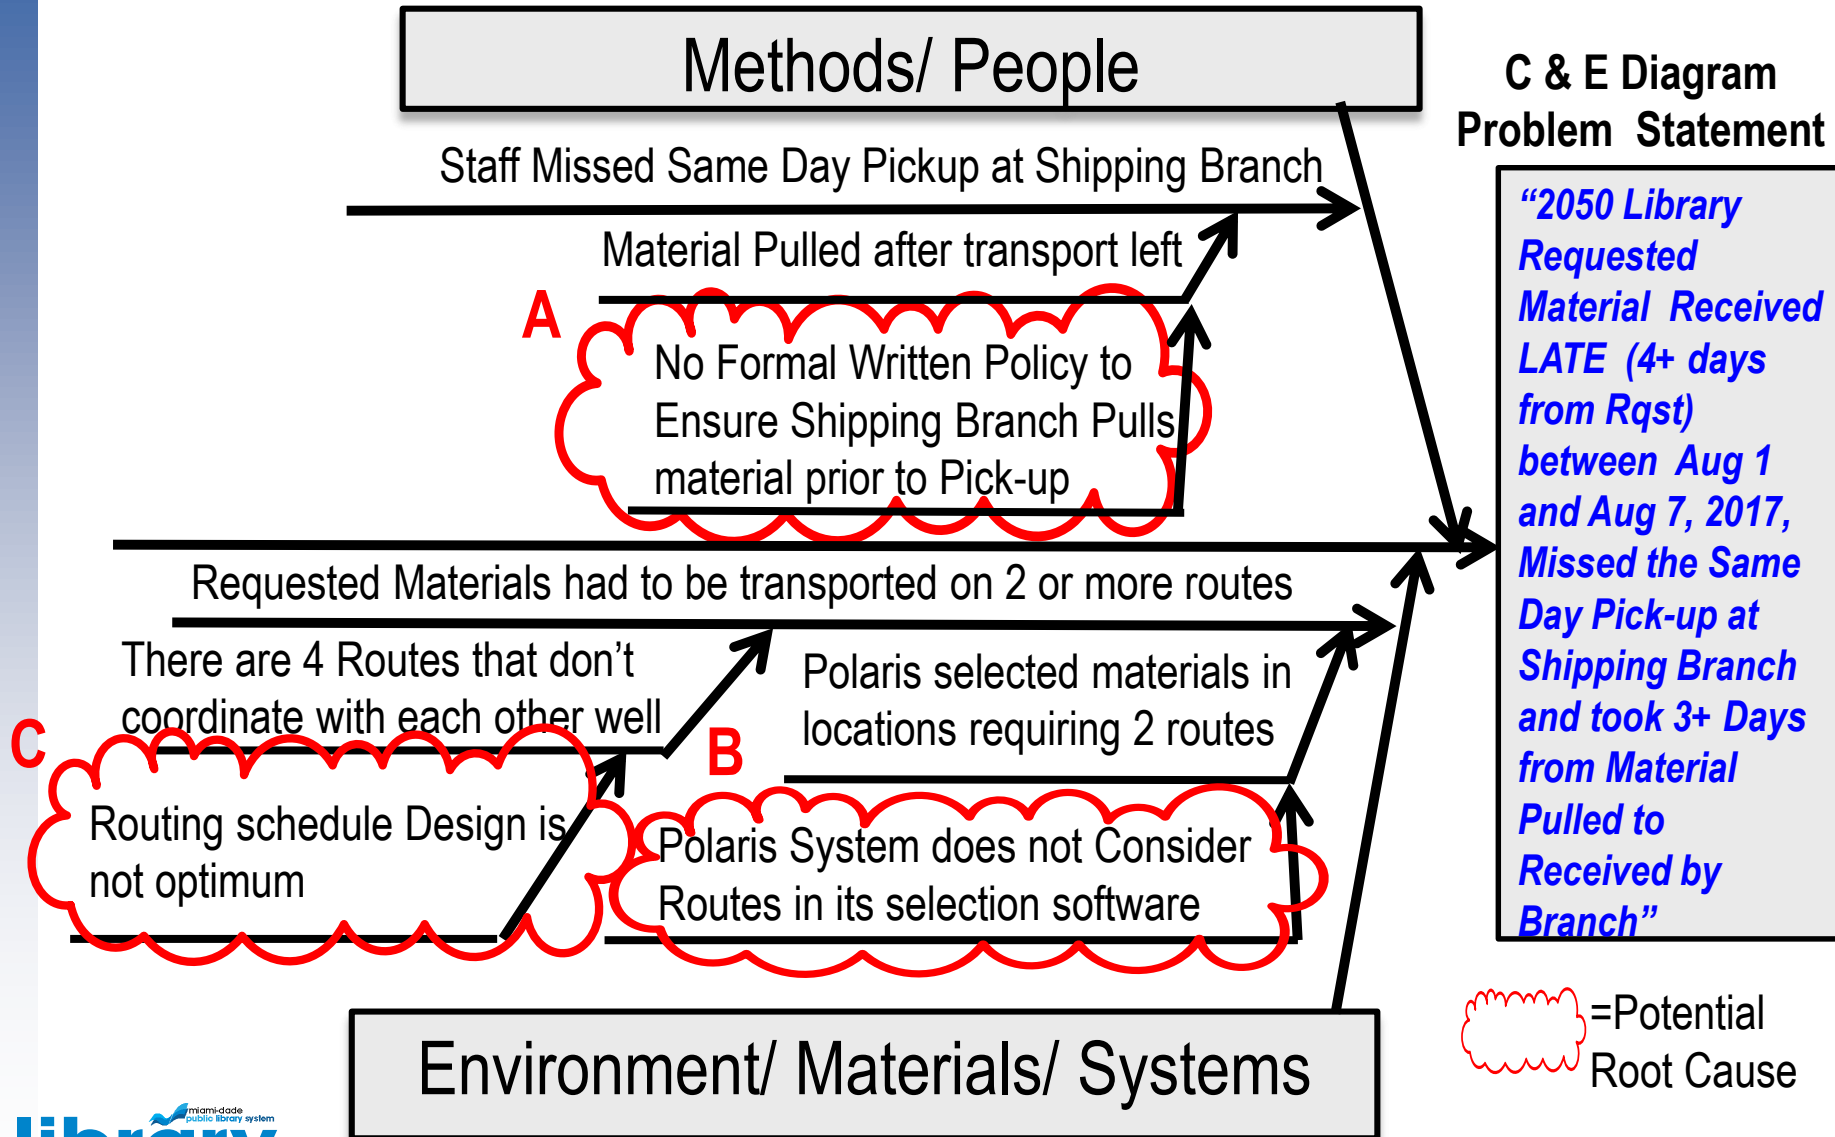 Methods/ People
C & E Diagram
Problem Statement
Staff Missed Same Day Pickup at Shipping Branch
Material Pulled after transport left
A
No Formal Written Policy to
Ensure Shipping Branch Pulls
material prior to Pick-up
“2050 Library
Requested
Material Received
LATE (4+ days
from Rqst)
between Aug 1
and Aug 7, 2017,
Missed the Same
Day Pick-up at
Shipping Branch
and took 3+ Days
from Material
Pulled to
Received by
Branch”
Requested Materials had to be transported on 2 or more routes
There are 4 Routes that don’t
coordinate with each other well
Polaris selected materials in
locations requiring 2 routes
C
Routing schedule Design is
not optimum
B
Polaris System does not Consider
Routes in its selection software
Environment/ Materials/ Systems
=Potential
Root Cause
miami-dade
public library system
library